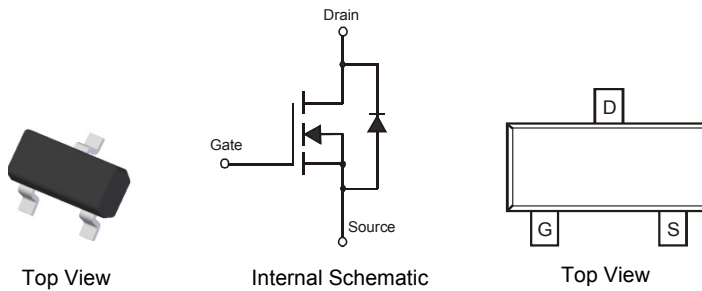 Drain
Gate
Source
D
G S
Top View
Internal Schematic
Top View